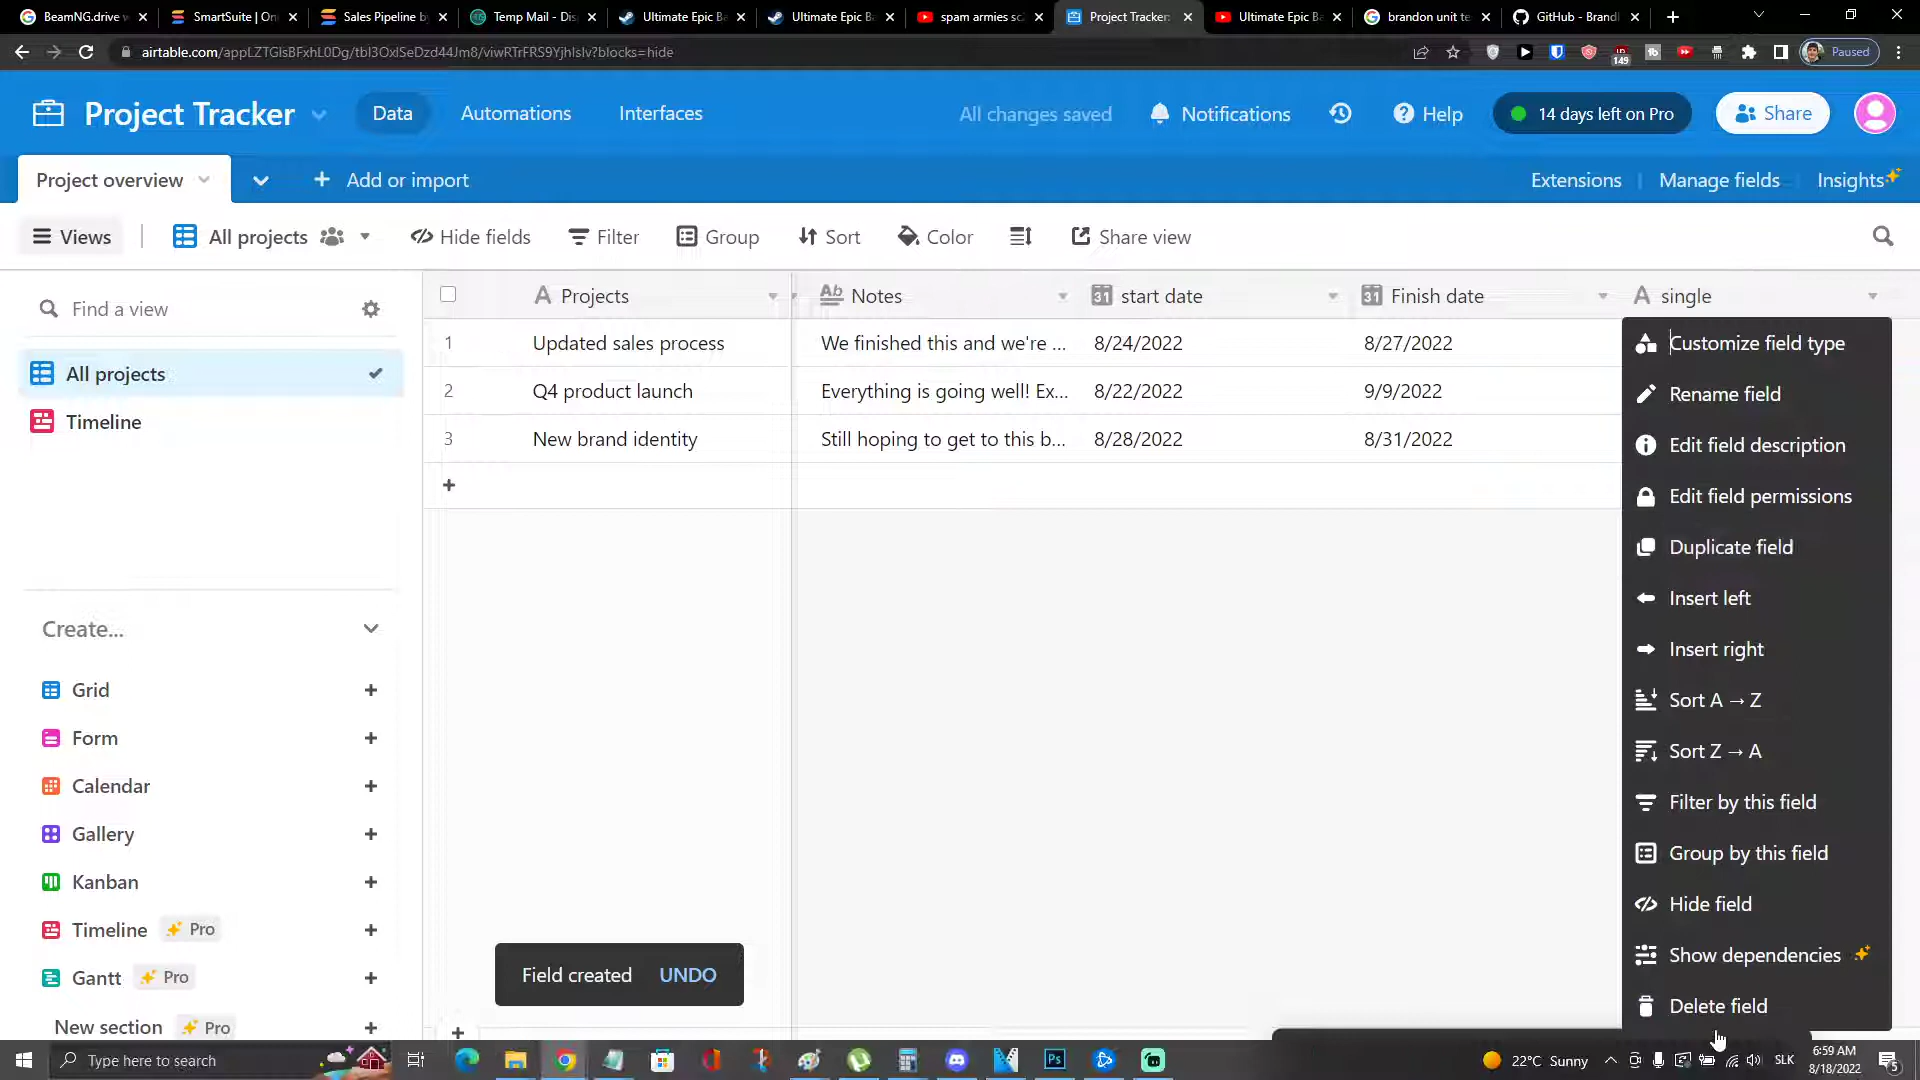 BeamNG.drive w
SmartSuite | On
Sales Pipeline b
Temp Mail - Dis
Ultimate Epic Ba
Ultimate Epic Ba
spam armies sc
Project Tracker:
Ultimate Epic B
brandon unit te
GitHub - Brandl
airtable.com/appLZTGlsBFxhL0Dg/tbl3OxlSeDzd44Jm8/viwRTrFRS9Yjhlslv?blocks=hide
149
Paused
Project Tracker
Data
Automations
Interfaces
All changes saved
Notifications
Help
14 days left on Pro
Share
Project overview
Add or import
Extensions
Manage fields
Insights
Views
All projects
Hide fields
Filter
Group
Sort
Color
Share view
Find a view
All projects
Timeline
Create...
Grid
Form
Calendar
Gallery
Kanban
Timeline Pro
Gantt Pro
New section Pro
Projects Notes start date Finish date single
1 Updated sales process We finished this and we're ... 8/24/2022 8/27/2022
2 Q4 product launch Everything is going well! Ex... 8/22/2022 9/9/2022
3 New brand identity Still hoping to get to this b... 8/28/2022 8/31/2022
Customize field type
Rename field
Edit field description
Edit field permissions
Duplicate field
Insert left
Insert right
Sort A → Z
Sort Z → A
Filter by this field
Group by this field
Hide field
Show dependencies
Delete field
Field created UNDO
Type here to search
22°C Sunny
SLK
6:59 AM
8/18/2022
5